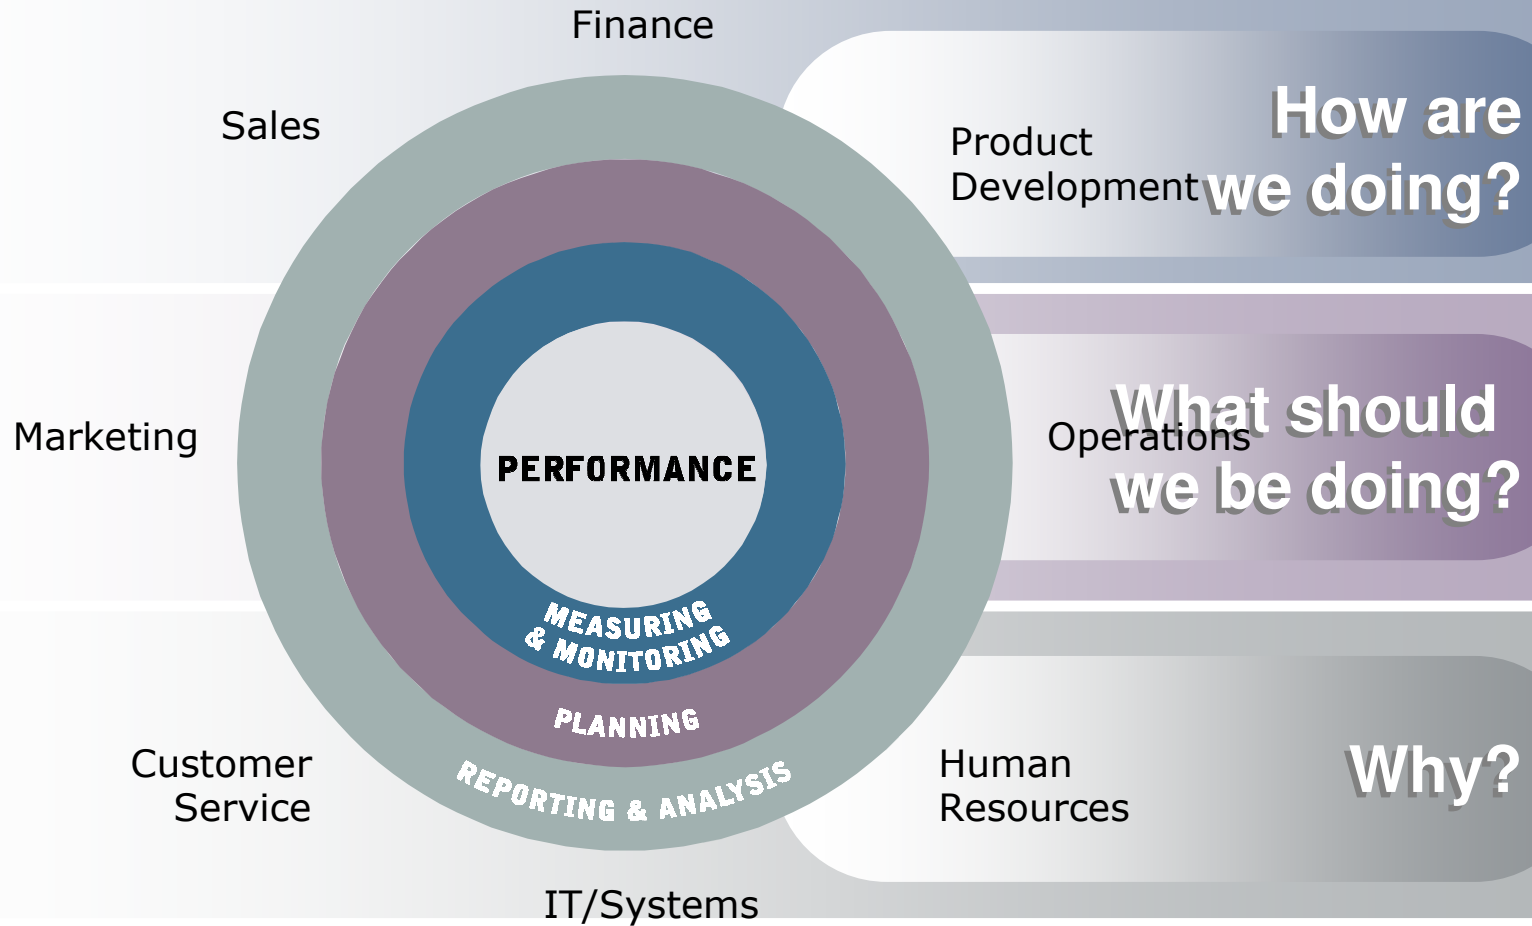 Finance
Sales
How are
Product
Development
we doing?
What should
Marketing
Operations
PERFORMANCE
we be doing?
MEASURING
& MONITORING
PLANNING
REPORTING & ANALYSIS
Customer
Service
Human
Resources
Why?
IT/Systems